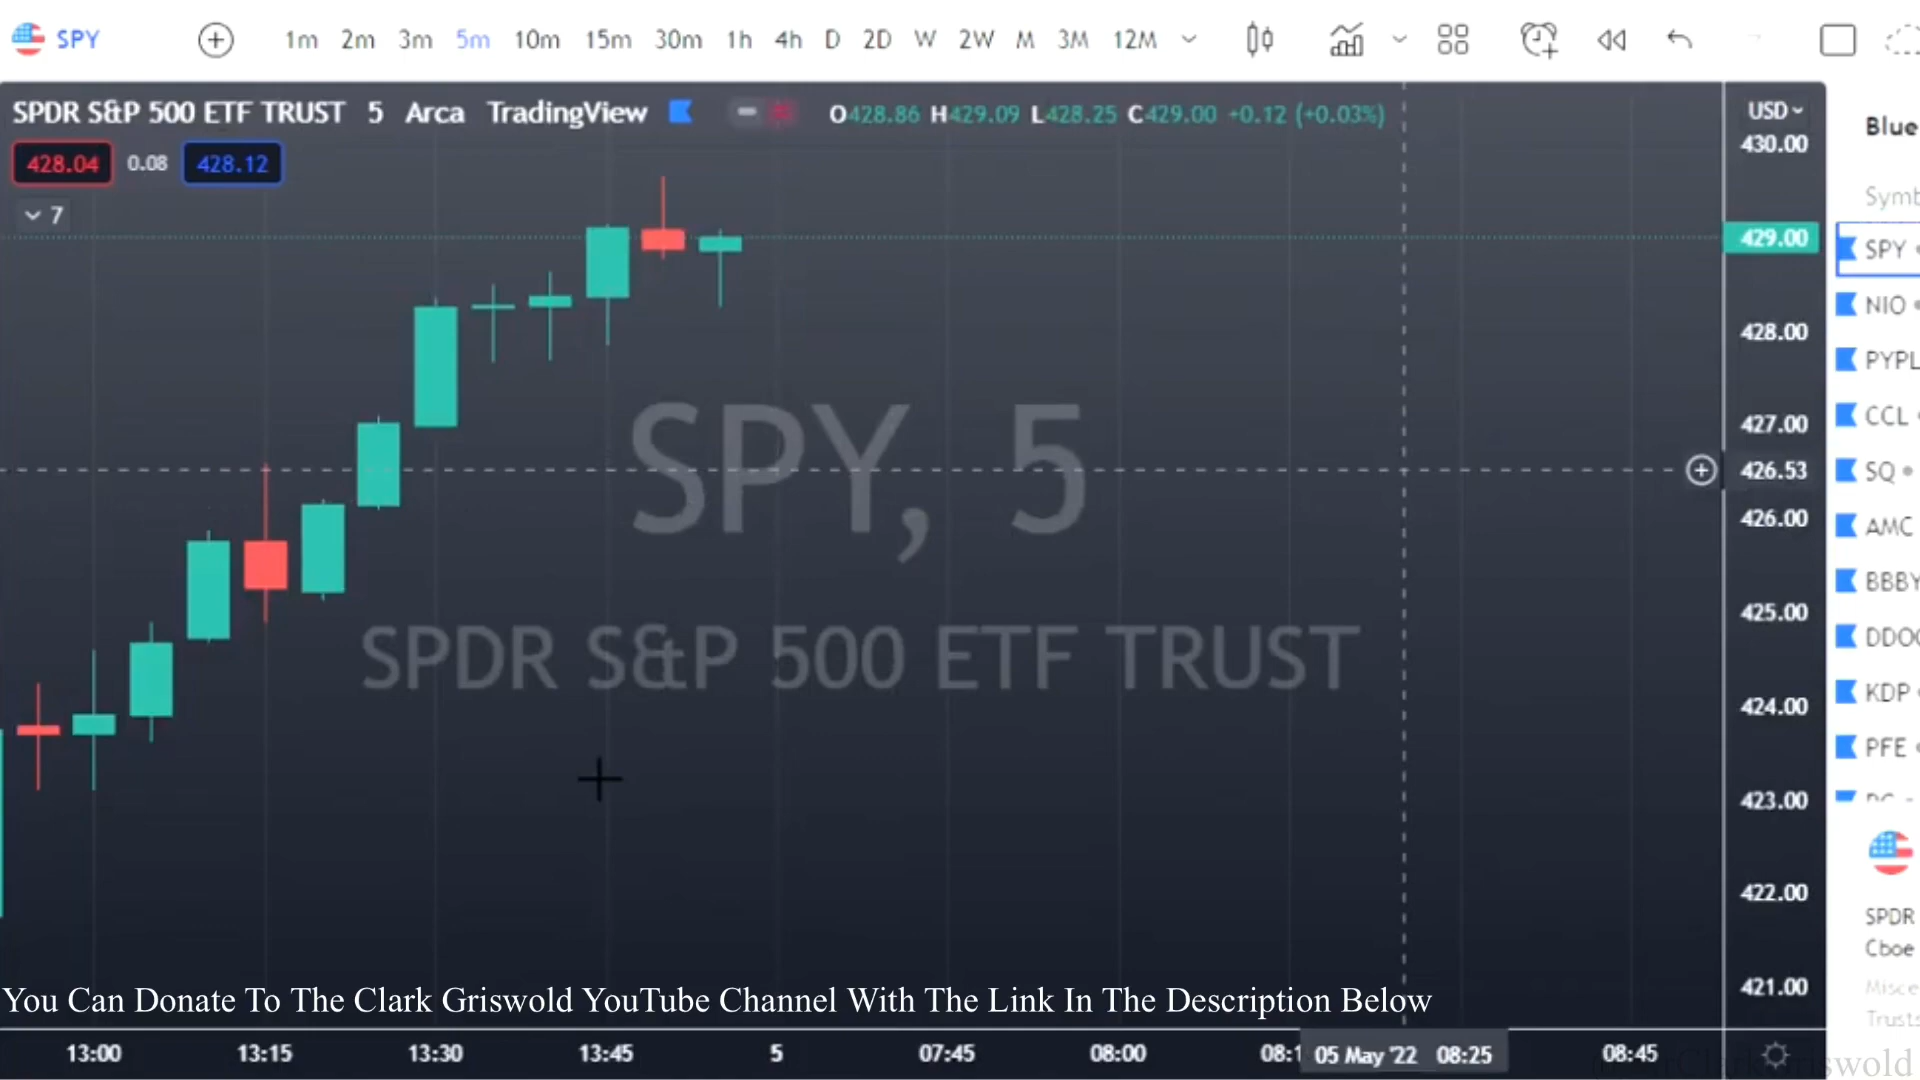 SPY 1m 2m 3m 5m 10m 15m 30m 1h 4h D 2D W 2W M 3M 12M
SPDR S&P 500 ETF TRUST 5 Arca TradingView O428.86 H429.09 L428.25 C429.00 +0.12 (+0.03%)
428.04 0.08 428.12
7
USD
430.00
429.00
428.00
427.00
426.53
426.00
425.00
424.00
423.00
422.00
421.00
SPY, 5
SPDR S&P 500 ETF TRUST
Blue
Symb
SPY
NIO
PYPL
CCL
SQ
AMC
BBBY
DDO
KDP
PFE
SPDR
Cboe
Misce
Trusts
You Can Donate To The Clark Griswold YouTube Channel With The Link In The Description Below
13:00 13:15 13:30 13:45 5 07:45 08:00 08:1 05 May '22 08:25 08:45